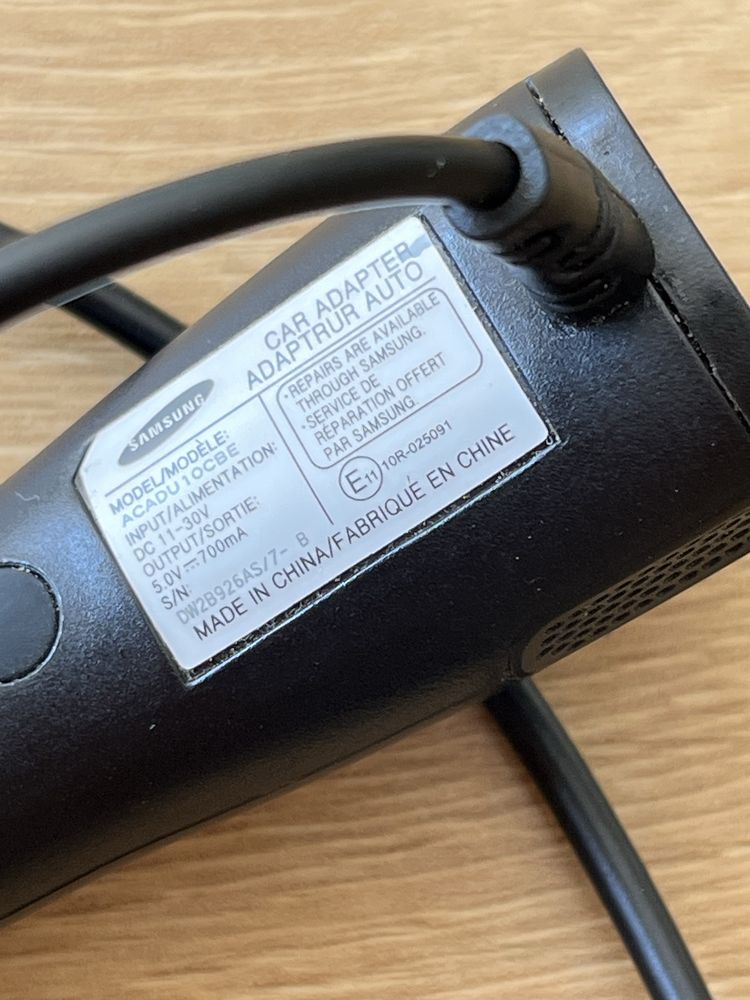 CAR ADAPTER
ADAPTRUR AUTO
SAMSUNG
MODEL/MODÈLE:
ACADU10CBE
INPUT/ALIMENTATION:
DC 11-30V
OUTPUT/SORTIE:
5.0V⎓700mA
S/N:
DW2B926AS/7- B
·REPAIRS ARE AVAILABLE
THROUGH SAMSUNG.
·SERVICE DE
RÉPARATION OFFERT
PAR SAMSUNG.
E11 10R-025091
MADE IN CHINA/FABRIQUÉ EN CHINE